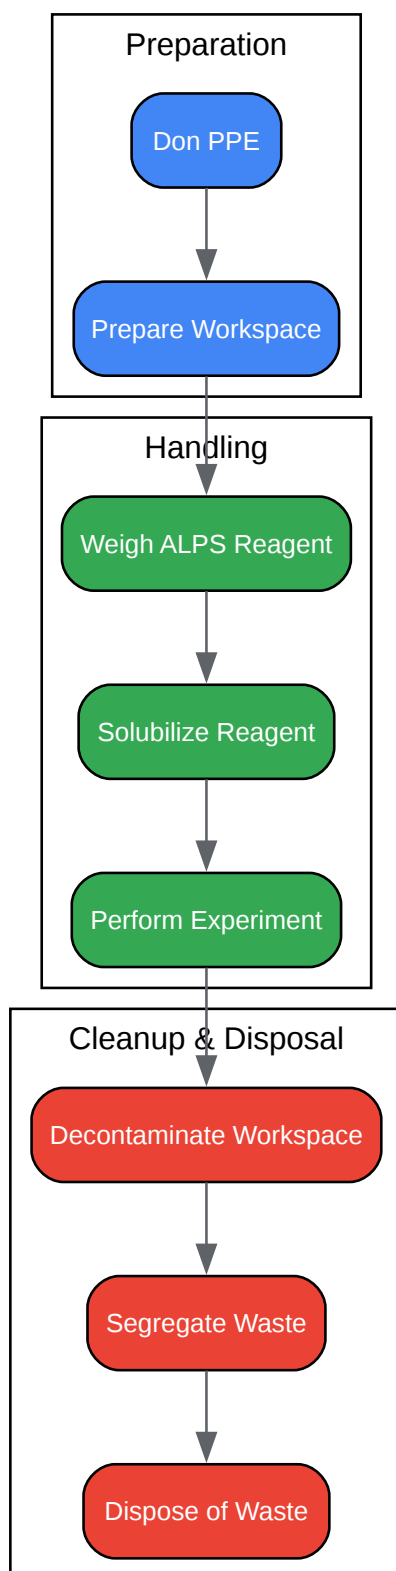 Preparation
Don PPE
Prepare Workspace
Handling
Weigh ALPS Reagent
Solubilize Reagent
Perform Experiment
Cleanup & Disposal
Decontaminate Workspace
Segregate Waste
Dispose of Waste